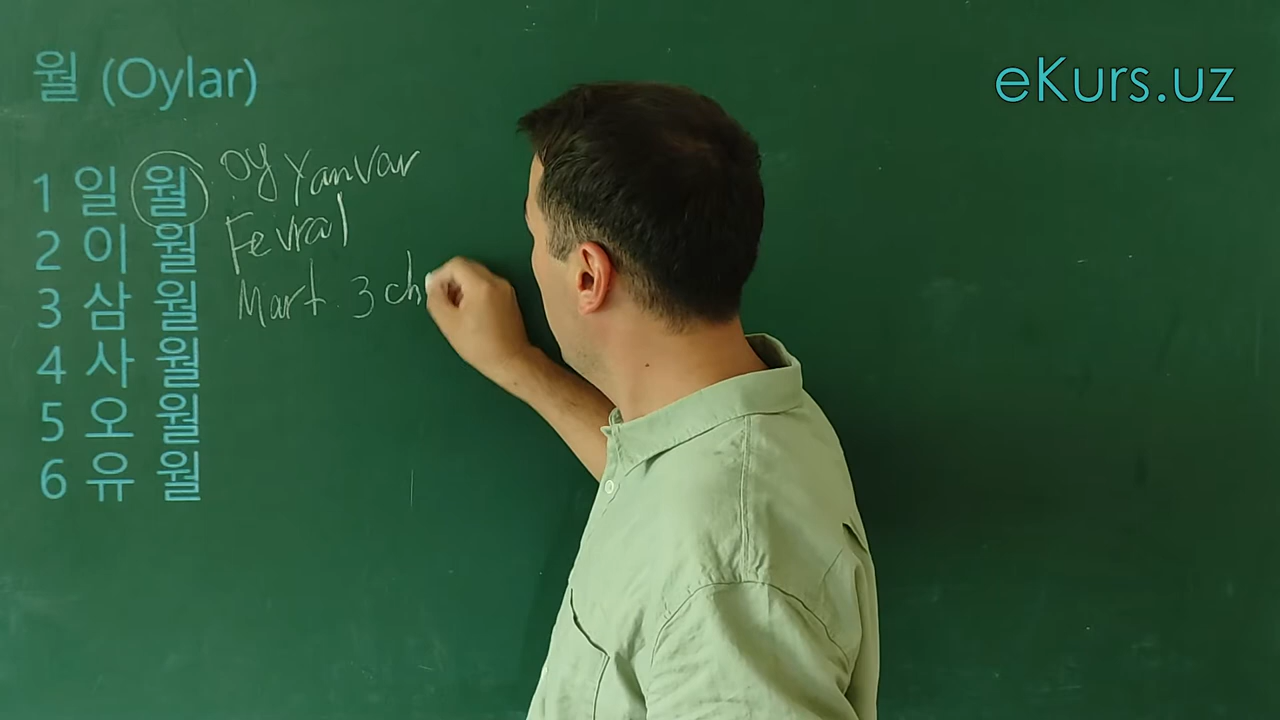 월 (Oylar)
eKurs.uz
1 일 월 oy Yanvar
2 이 월 Fevral
3 삼 월 Mart 3 ch
4 사 월
5 오 월
6 유 월